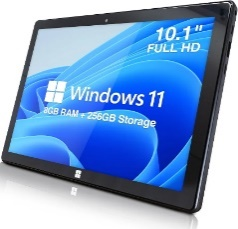 10.1"
FULL HD
Windows 11
8GB RAM + 256GB Storage